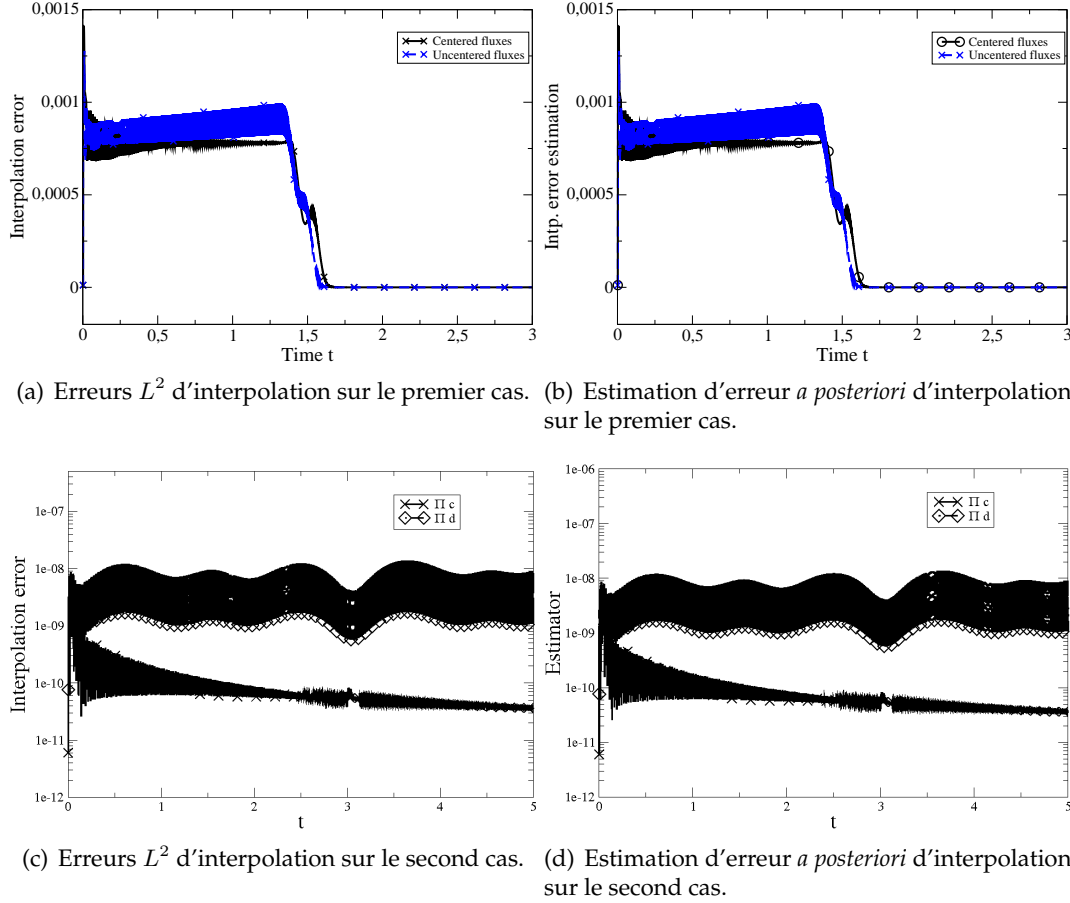 0,0015
0,001
0,0005
0
Interpolation error
Centered fluxes
Uncentered fluxes
0 0,5 1 1,5 2 2,5 3
Time t
0,0015
0,001
0,0005
0
Intp. error estimation
Centered fluxes
Uncentered fluxes
0 0,5 1 1,5 2 2,5 3
Time t
(a) Erreurs L² d'interpolation sur le premier cas.
(b) Estimation d'erreur a posteriori d'interpolation
sur le premier cas.
1e-07
1e-08
1e-09
1e-10
1e-11
1e-12
Interpolation error
Π c
Π d
0 1 2 3 4 5
t
1e-06
1e-07
1e-08
1e-09
1e-10
1e-11
1e-12
Estimator
Π c
Π d
0 1 2 3 4 5
t
(c) Erreurs L² d'interpolation sur le second cas.
(d) Estimation d'erreur a posteriori d'interpolation
sur le second cas.